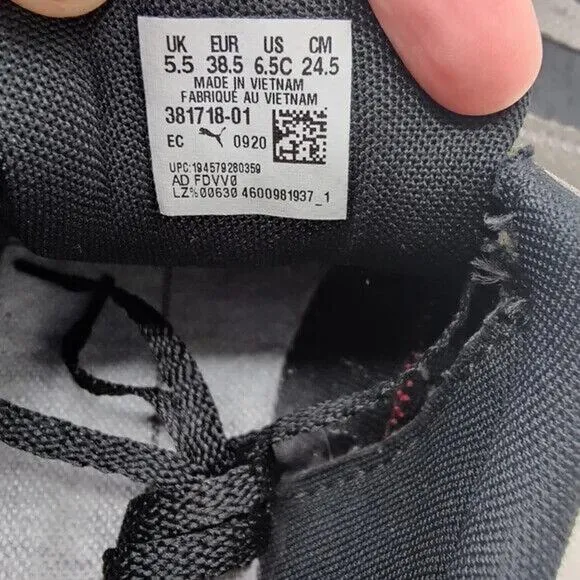 UK EUR US CM
5.5 38.5 6.5C 24.5
MADE IN VIETNAM
FABRIQUÉ AU VIETNAM
381718-01
EC 0920
UPC:194579280359
AD FDVV0
LZ%00630 4600981937_1